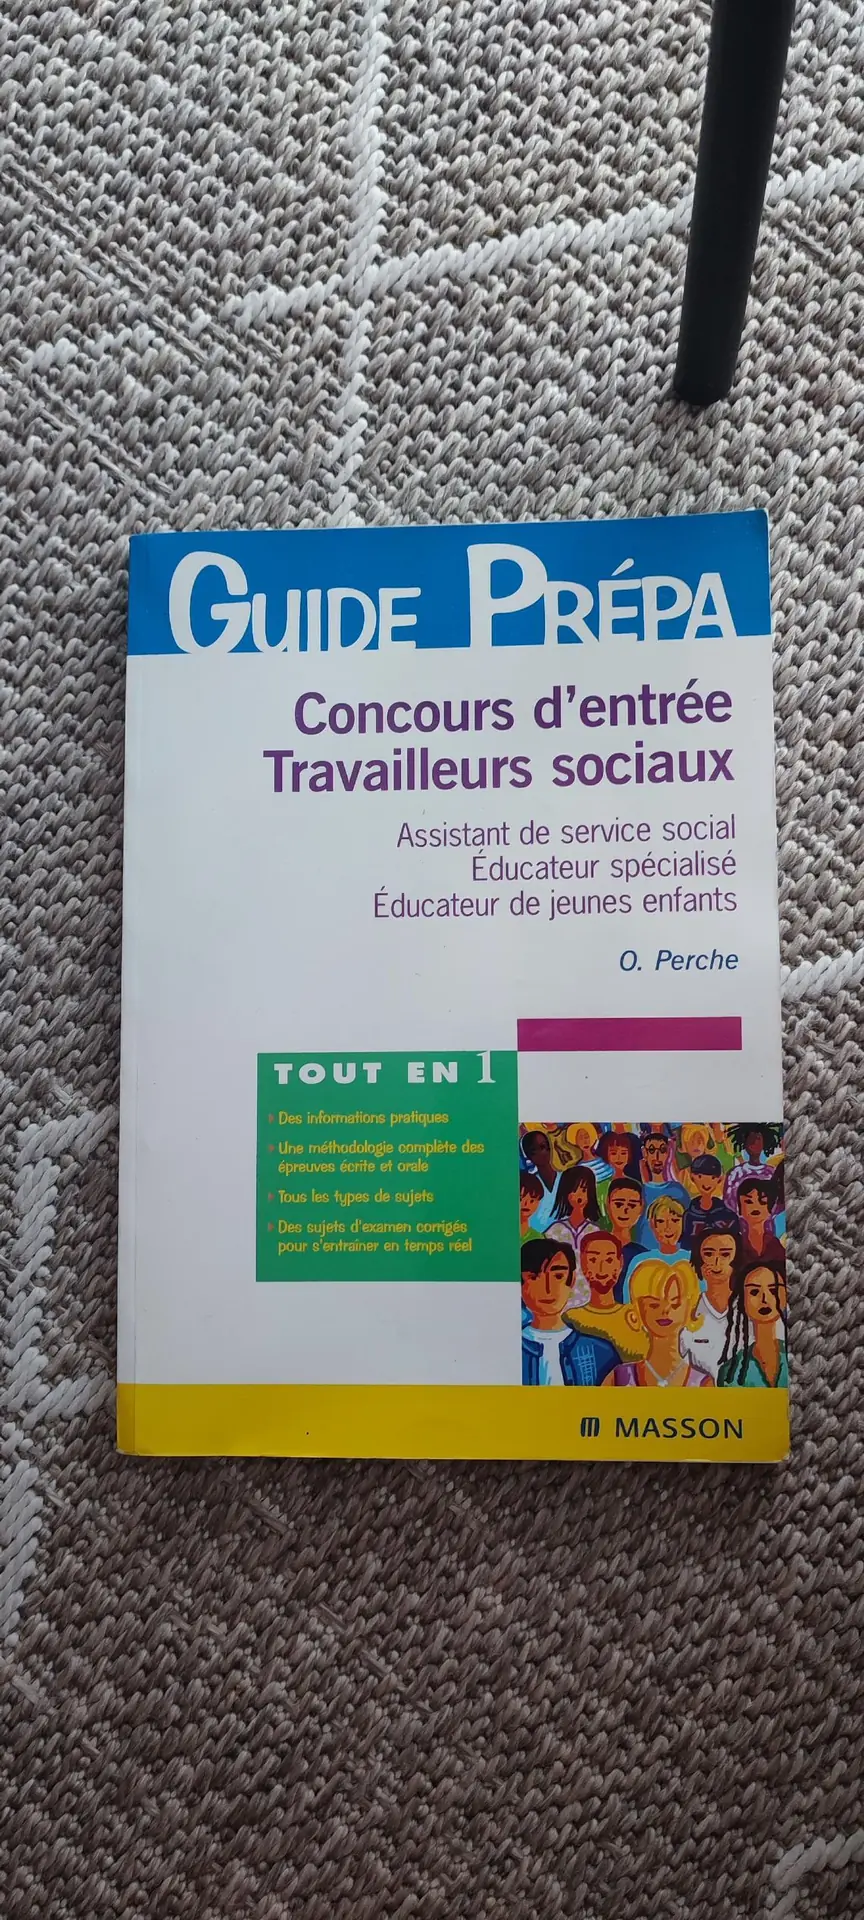 GUIDE PRÉPA
Concours d'entrée
Travailleurs sociaux
Assistant de service social
Éducateur spécialisé
Éducateur de jeunes enfants
O. Perche
TOUT EN 1
Des informations pratiques
Une méthodologie complète des
épreuves écrite et orale
Tous les types de sujets
Des sujets d'examen corrigés
pour s'entraîner en temps réel
m MASSON